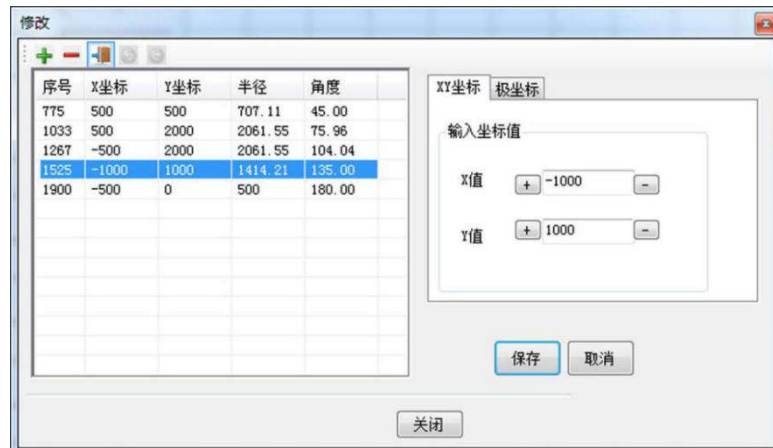 修改
序号 X坐标 Y坐标 半径 角度
775 500 500 707.11 45.00
1033 500 2000 2061.55 75.96
1267 -500 2000 2061.55 104.04
1525 -1000 1000 1414.21 135.00
1900 -500 0 500 180.00
XY坐标 极坐标
输入坐标值
X值 + -1000 -
Y值 + 1000 -
保存 取消
关闭